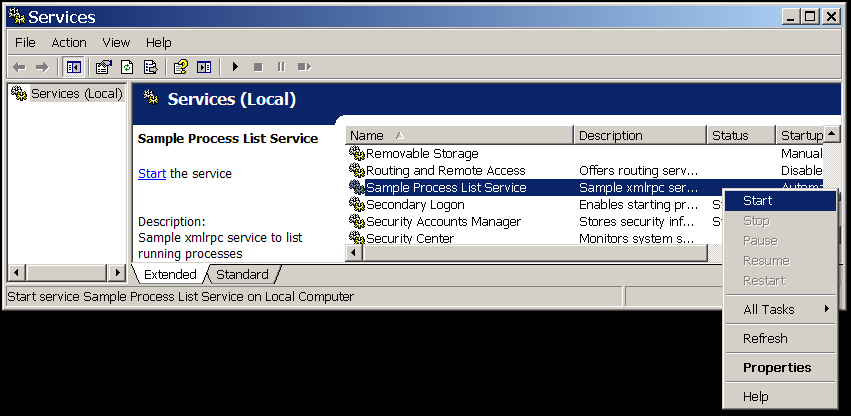 Services
File Action View Help
Services (Local)
Services (Local)
Sample Process List Service
Start the service
Description:
Sample xmlrpc service to list
running processes
Name Description Status Startup
Removable Storage Manual
Routing and Remote Access Offers routing serv... Disable
Sample Process List Service Sample xmlrpc ser...
Secondary Logon Enables starting pr...
Security Accounts Manager Stores security inf...
Security Center Monitors system s...
Extended Standard
Start service Sample Process List Service on Local Computer
Start
Stop
Pause
Resume
Restart
All Tasks
Refresh
Properties
Help